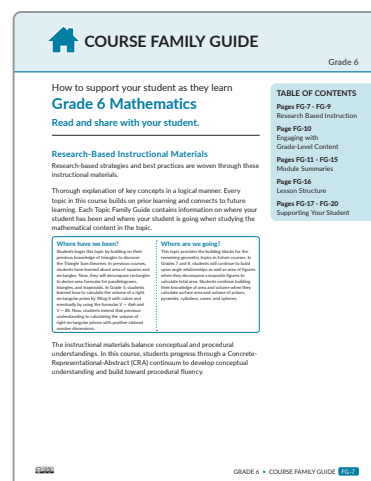 COURSE FAMILY GUIDE
Grade 6
How to support your student as they learn
Grade 6 Mathematics
Read and share with your student.
Research-Based Instructional Materials
Research-based strategies and best practices are woven through these
instructional materials.
Thorough explanation of key concepts in a logical manner. Every
topic in this course builds on prior learning and connects to future
learning. Each Topic Family Guide contains information on where your
student has been and where your student is going when studying the
mathematical content in the topic.
Where have we been?
Students begin this topic by building on their
previous knowledge of triangles to discover
the Triangle Sum theorem. In previous courses,
students have learned about area of squares and
rectangles. Now, they will decompose rectangles
to derive area formulas for parallelograms,
triangles, and trapezoids. In Grade 5, students
learned how to calculate the volume of a right
rectangular prism by filling it with cubes and
eventually by using the formulas V = ℓwh and
V = Bh. Now, students extend that previous
understanding to calculating the volume of
right rectangular prisms with positive rational
number dimensions.
Where are we going?
This topic provides the building blocks for the
remaining geometry topics in future courses. In
Grades 7 and 8, students will continue to build
upon angle relationships as well as area of figures
when they decompose composite figures to
calculate total area. Students continue building
their knowledge of area and volume when they
calculate surface area and volume of prisms,
pyramids, cylinders, cones, and spheres.
The instructional materials balance conceptual and procedural
understandings. In this course, students progress through a Concrete-
Representational-Abstract (CRA) continuum to develop conceptual
understanding and build toward procedural fluency.
TABLE OF CONTENTS
Pages FG-7 - FG-9
Research Based Instruction
Page FG-10
Engaging with
Grade-Level Content
Pages FG-11 - FG-15
Module Summaries
Page FG-16
Lesson Structure
Pages FG-17 - FG-20
Supporting Your Student
GRADE 6 • COURSE FAMILY GUIDE FG-7